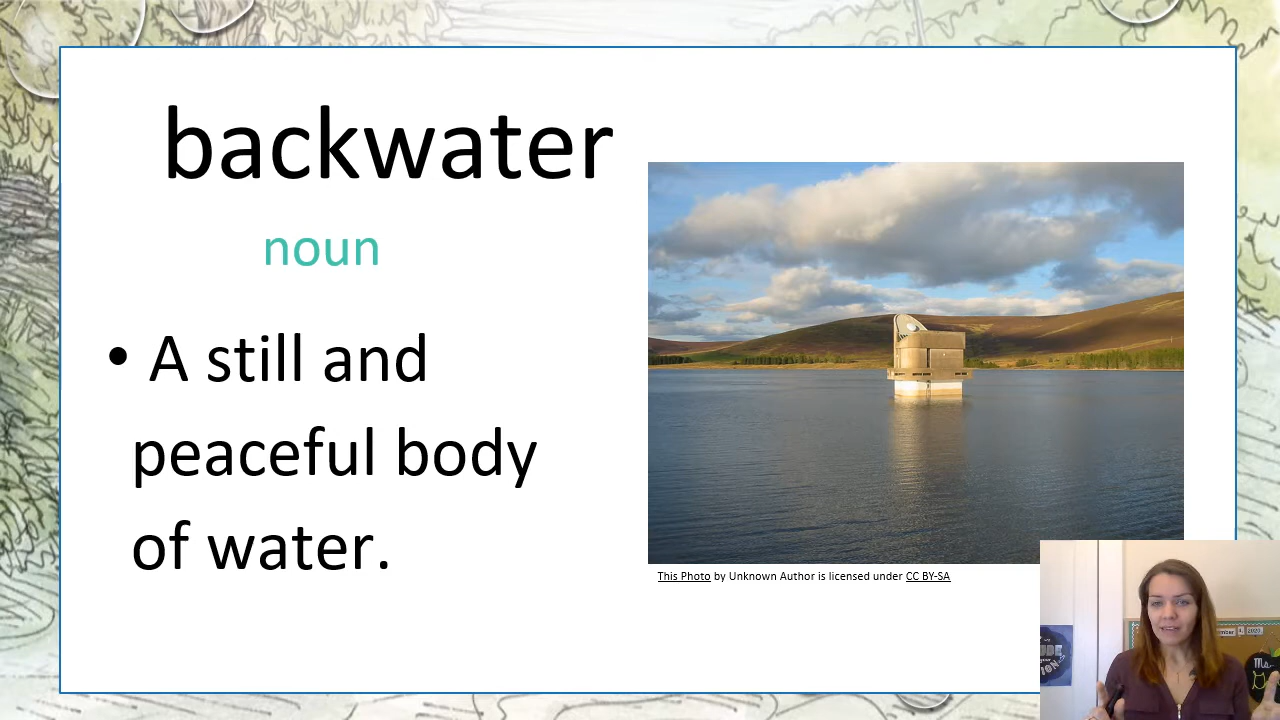 backwater
noun
• A still and
peaceful body
of water.
This Photo by Unknown Author is licensed under CC BY-SA
2020